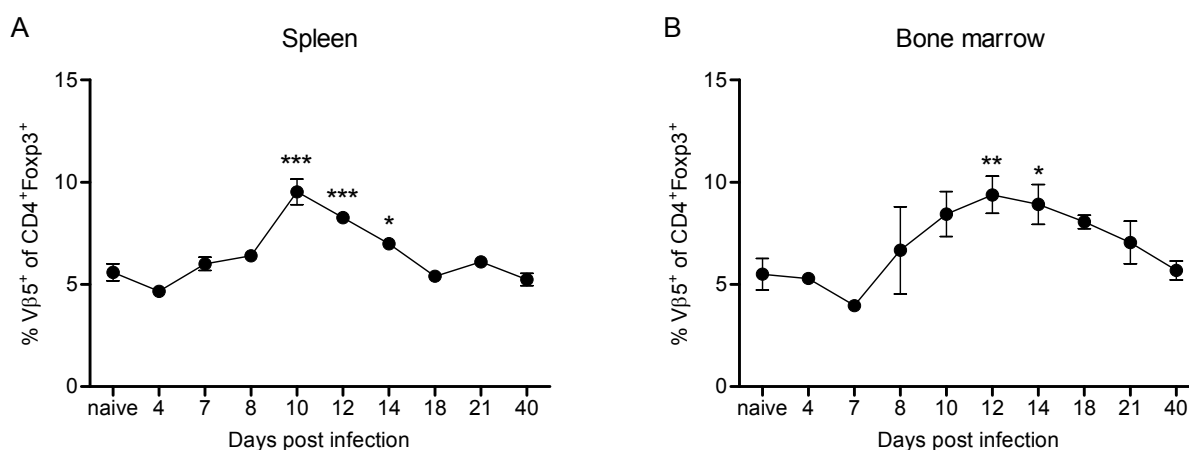 A
Spleen
% Vβ5⁺ of CD4⁺Foxp3⁺
15
10
5
0
***
***
*
naive 4 7 8 10 12 14 18 21 40
Days post infection
B
Bone marrow
% Vβ5⁺ of CD4⁺Foxp3⁺
15
10
5
0
**
*
naive 4 7 8 10 12 14 18 21 40
Days post infection